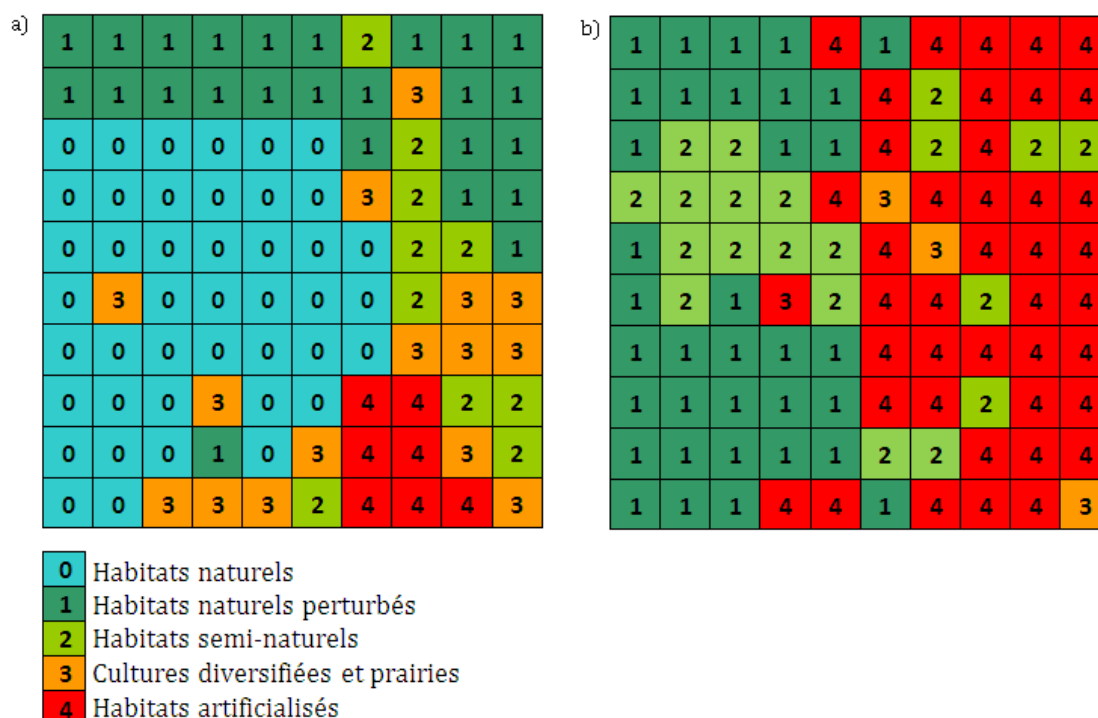 a)
1 1 1 1 1 1 2 1 1 1
1 1 1 1 1 1 1 3 1 1
0 0 0 0 0 0 1 2 1 1
0 0 0 0 0 0 3 2 1 1
0 0 0 0 0 0 0 2 2 1
0 3 0 0 0 0 0 2 3 3
0 0 0 0 0 0 0 3 3 3
0 0 0 3 0 0 4 4 2 2
0 0 0 1 0 3 4 4 3 2
0 0 3 3 3 2 4 4 4 3
b)
1 1 1 1 4 1 4 4 4 4
1 1 1 1 1 4 2 4 4 4
1 2 2 1 1 4 2 4 2 2
2 2 2 2 4 3 4 4 4 4
1 2 2 2 2 4 3 4 4 4
1 2 1 3 2 4 4 2 4 4
1 1 1 1 1 4 4 4 4 4
1 1 1 1 1 4 4 2 4 4
1 1 1 1 1 2 2 4 4 4
1 1 1 4 4 1 4 4 4 3
0 Habitats naturels
1 Habitats naturels perturbés
2 Habitats semi-naturels
3 Cultures diversifiées et prairies
4 Habitats artificialisés